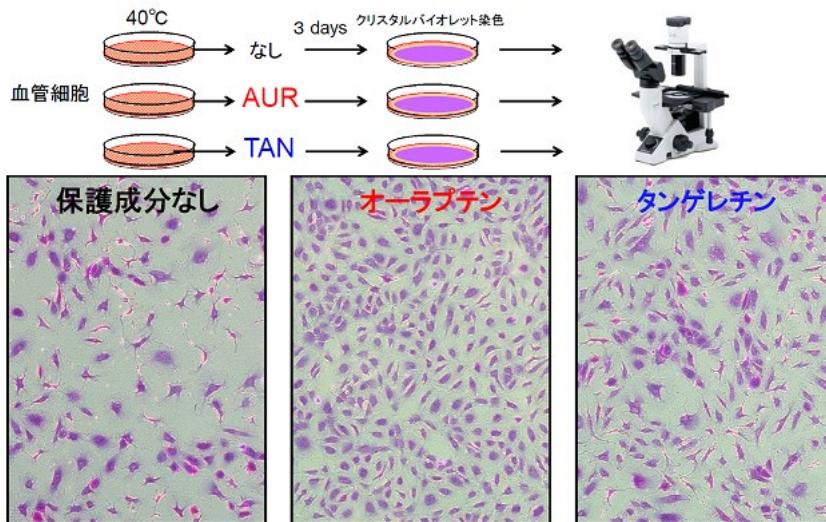 40℃
なし
3 days
クリスタルバイオレット染色
血管細胞
AUR
TAN
保護成分なし
オーラプテン
タンゲレチン